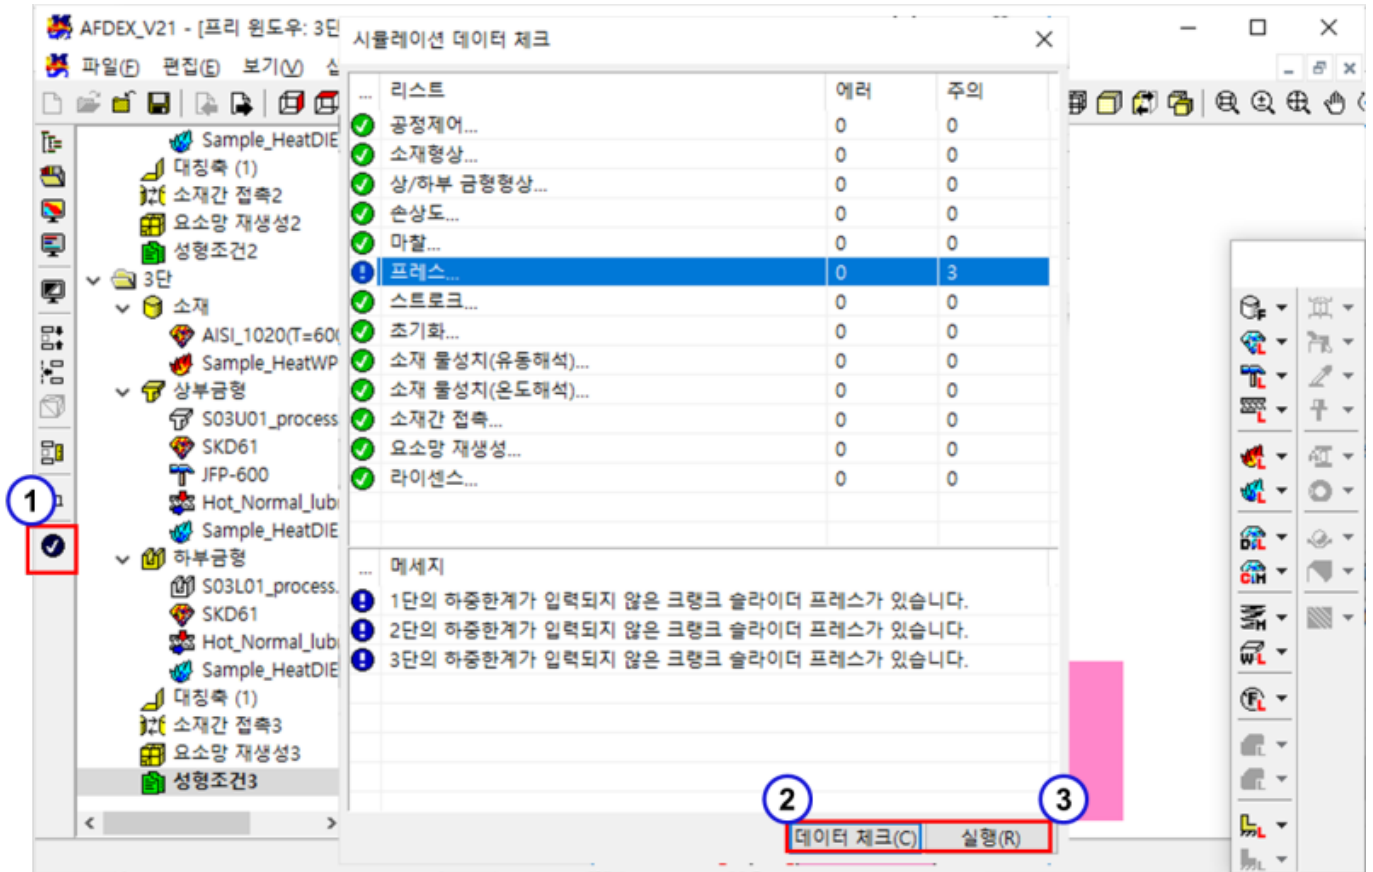 AFDEX_V21 - [프리 윈도우: 3단
파일(F) 편집(E) 보기(V)
Sample_HeatDIE
대칭축 (1)
소재간 접촉2
요소망 재생성2
성형조건2
3단
소재
AISI_1020(T=60
Sample_HeatWP
상부금형
S03U01_process
SKD61
JFP-600
Hot_Normal_lub
Sample_HeatDIE
하부금형
S03L01_process.
SKD61
Hot_Normal_lub
Sample_HeatDIE
대칭축 (1)
소재간 접촉3
요소망 재생성3
성형조건3
1
시뮬레이션 데이터 체크
... 리스트 에러 주의
공정제어... 0 0
소재형상... 0 0
상/하부 금형형상... 0 0
손상도... 0 0
마찰... 0 0
프레스... 0 3
스트로크... 0 0
초기화... 0 0
소재 물성치(유동해석)... 0 0
소재 물성치(온도해석)... 0 0
소재간 접촉... 0 0
요소망 재생성... 0 0
라이센스... 0 0
... 메세지
1단의 하중한계가 입력되지 않은 크랭크 슬라이더 프레스가 있습니다.
2단의 하중한계가 입력되지 않은 크랭크 슬라이더 프레스가 있습니다.
3단의 하중한계가 입력되지 않은 크랭크 슬라이더 프레스가 있습니다.
2 3
데이터 체크(C) 실행(R)